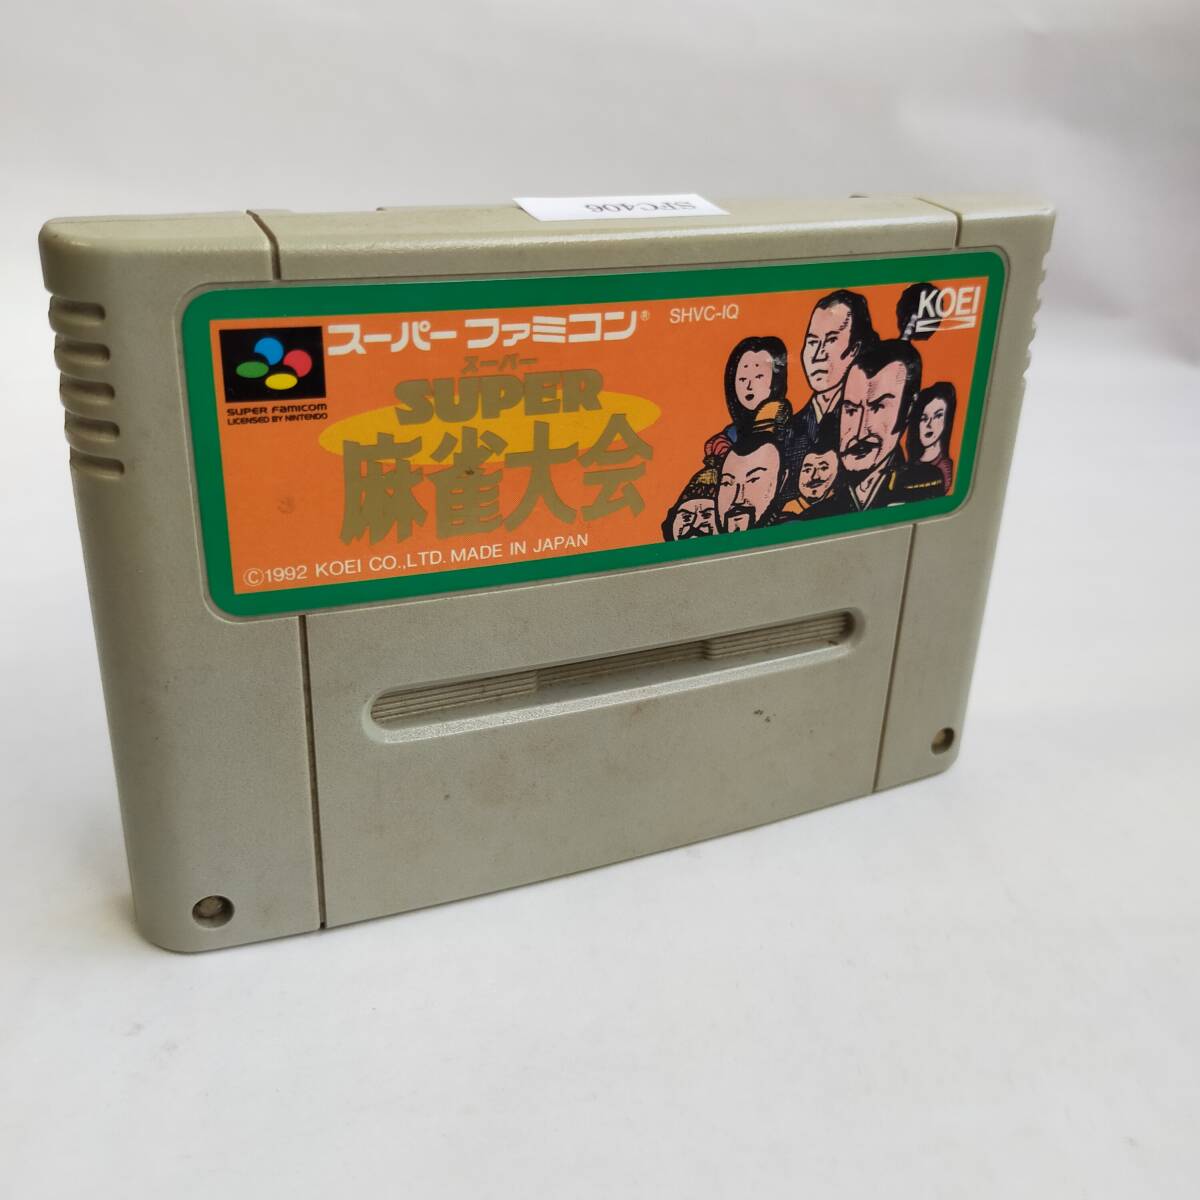 SFC406
スーパーファミコン®
SHVC-IQ
KOEI
SUPER FAMICOM
LICENSED BY NINTENDO
スーパー
SUPER
麻雀大会
©1992 KOEI CO.,LTD. MADE IN JAPAN